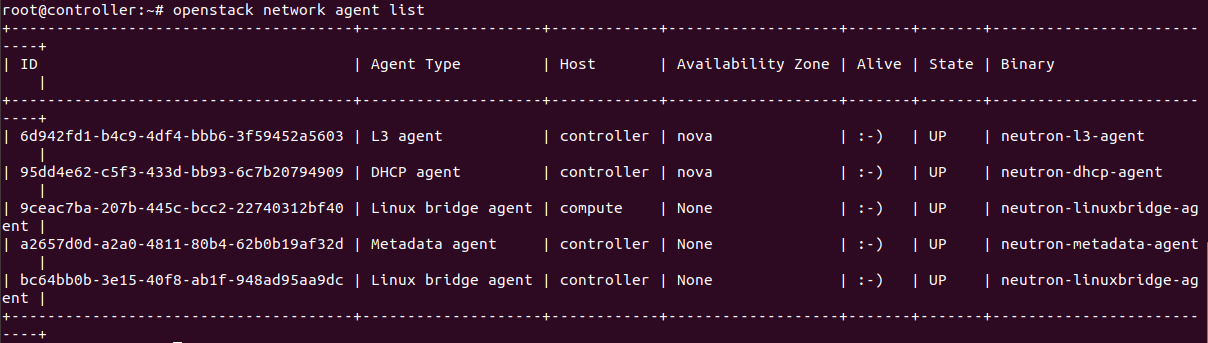 root@controller:~# openstack network agent list
+--------------------------------------+--------------------+------------+-------------------+-------+-------+----------------------
----+
| ID                                   | Agent Type         | Host       | Availability Zone | Alive | State | Binary
    |
+--------------------------------------+--------------------+------------+-------------------+-------+-------+----------------------
----+
| 6d942fd1-b4c9-4df4-bbb6-3f59452a5603 | L3 agent           | controller | nova              | :-)   | UP    | neutron-l3-agent
    |
| 95dd4e62-c5f3-433d-bb93-6c7b20794909 | DHCP agent         | controller | nova              | :-)   | UP    | neutron-dhcp-agent
    |
| 9ceac7ba-207b-445c-bcc2-22740312bf40 | Linux bridge agent | compute    | None              | :-)   | UP    | neutron-linuxbridge-ag
ent |
| a2657d0d-a2a0-4811-80b4-62b0b19af32d | Metadata agent     | controller | None              | :-)   | UP    | neutron-metadata-agent
    |
| bc64bb0b-3e15-40f8-ab1f-948ad95aa9dc | Linux bridge agent | controller | None              | :-)   | UP    | neutron-linuxbridge-ag
ent |
+--------------------------------------+--------------------+------------+-------------------+-------+-------+----------------------
----+